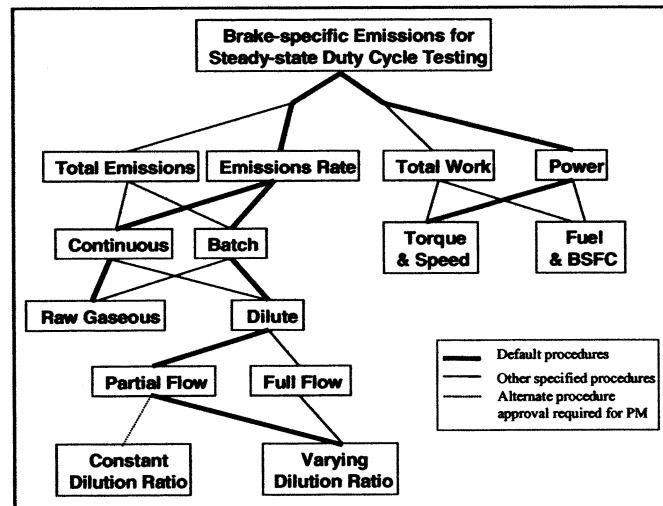 Brake-specific Emissions for
Steady-state Duty Cycle Testing
Total Emissions
Emissions Rate
Total Work
Power
Continuous
Batch
Torque
& Speed
Fuel
& BSFC
Raw Gaseous
Dilute
Partial Flow
Full Flow
Constant
Dilution Ratio
Varying
Dilution Ratio
Default procedures
Other specified procedures
Alternate procedure
approval required for PM